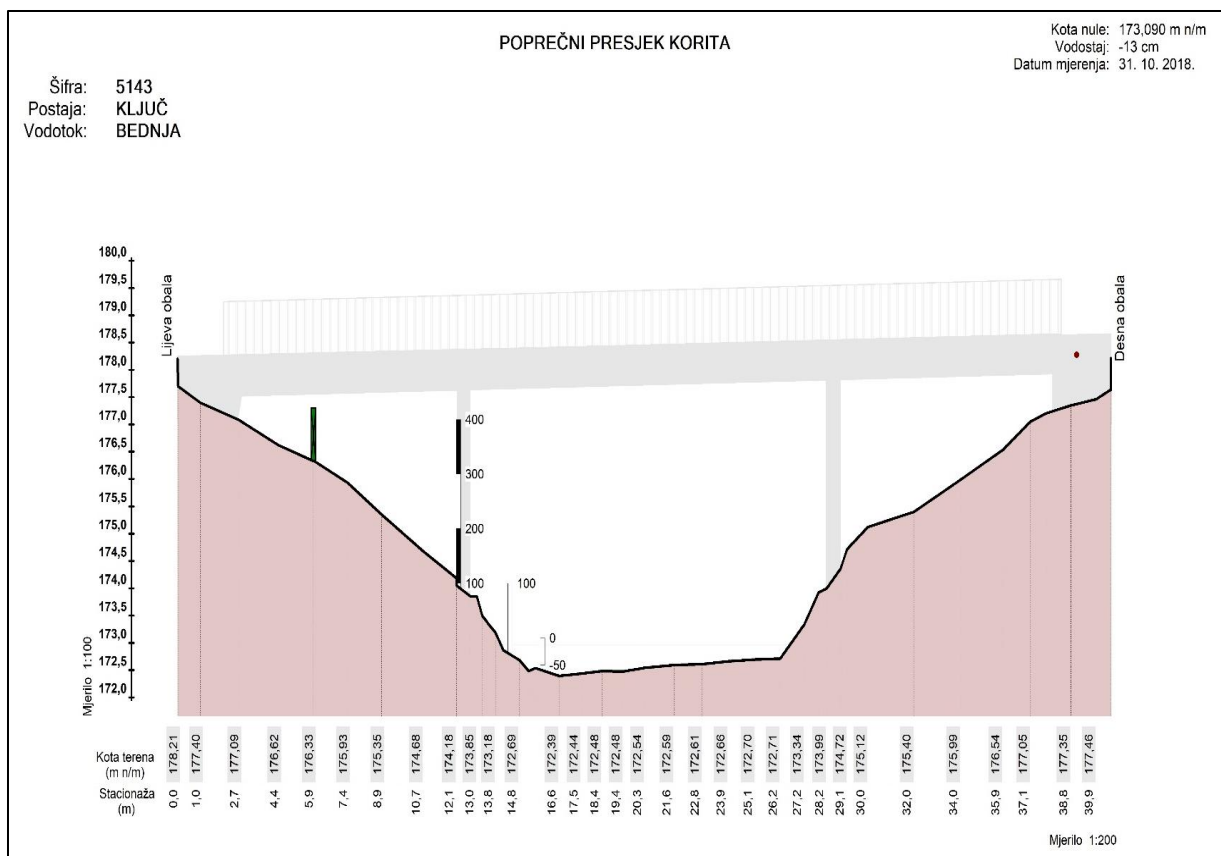 POPREČNI PRESJEK KORITA
Kota nule: 173,090 m n/m
Vodostaj: -13 cm
Datum mjerenja: 31. 10. 2018.
Šifra: 5143
Postaja: KLJUČ
Vodotok: BEDNJA
Lijeva obala
Desna obala
180,0
179,5
179,0
178,5
178,0
177,5
177,0
176,5
176,0
175,5
175,0
174,5
174,0
173,5
173,0
172,5
172,0
Mjerilo 1:100
400
300
200
100
100
0
-50
Kota terena (m n/m)
178,21 177,40 177,09 176,62 176,33 175,93 175,35 174,68 174,18 173,85 173,18 172,69 172,39 172,44 172,48 172,48 172,54 172,59 172,61 172,66 172,70 172,71 173,34 173,99 174,72 175,12 175,40 175,99 176,54 177,05 177,35 177,46
Stacionaža (m)
0,0 1,0 2,7 4,4 5,9 7,4 8,9 10,7 12,1 13,0 13,8 14,8 16,6 17,5 18,4 19,4 20,3 21,6 22,8 23,9 25,1 26,2 27,2 28,2 29,1 30,0 32,0 34,0 35,9 37,1 38,8 39,9
Mjerilo 1:200